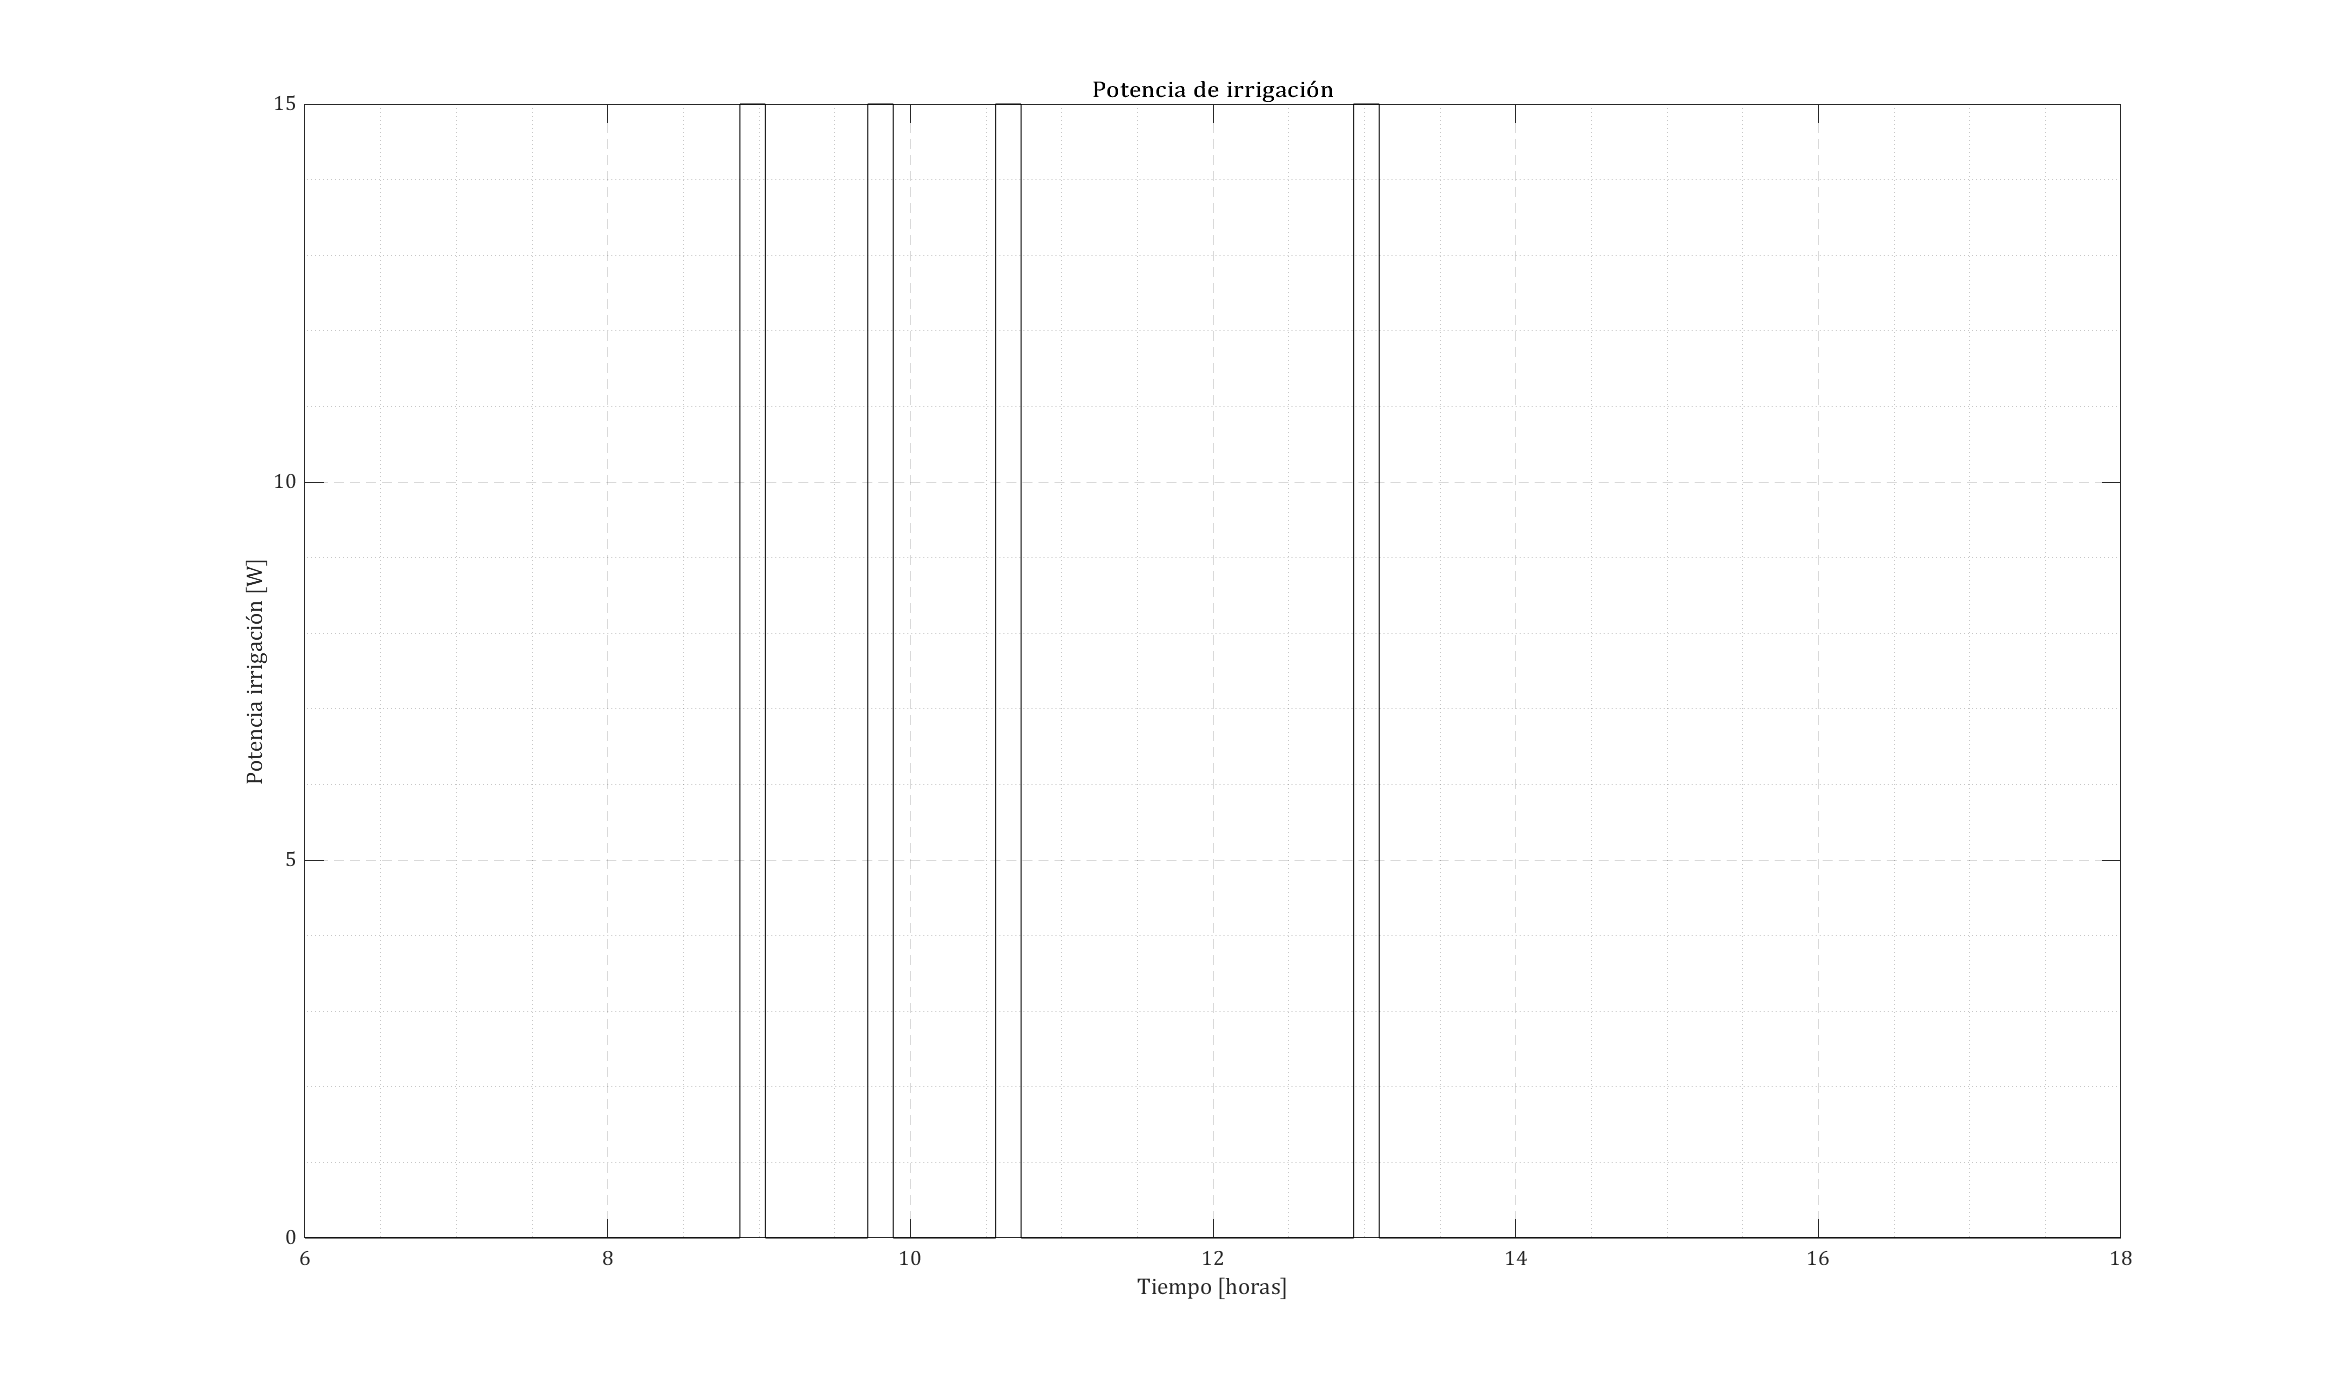 Potencia de irrigación
15
10
5
0
Potencia irrigación [W]
6 8 10 12 14 16 18
Tiempo [horas]